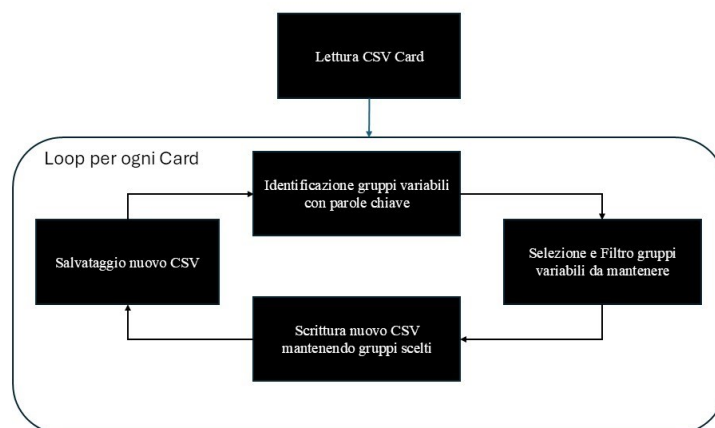 Lettura CSV Card
Loop per ogni Card
Identificazione gruppi variabili
con parole chiave
Salvataggio nuovo CSV
Selezione e Filtro gruppi
variabili da mantenere
Scrittura nuovo CSV
mantenendo gruppi scelti